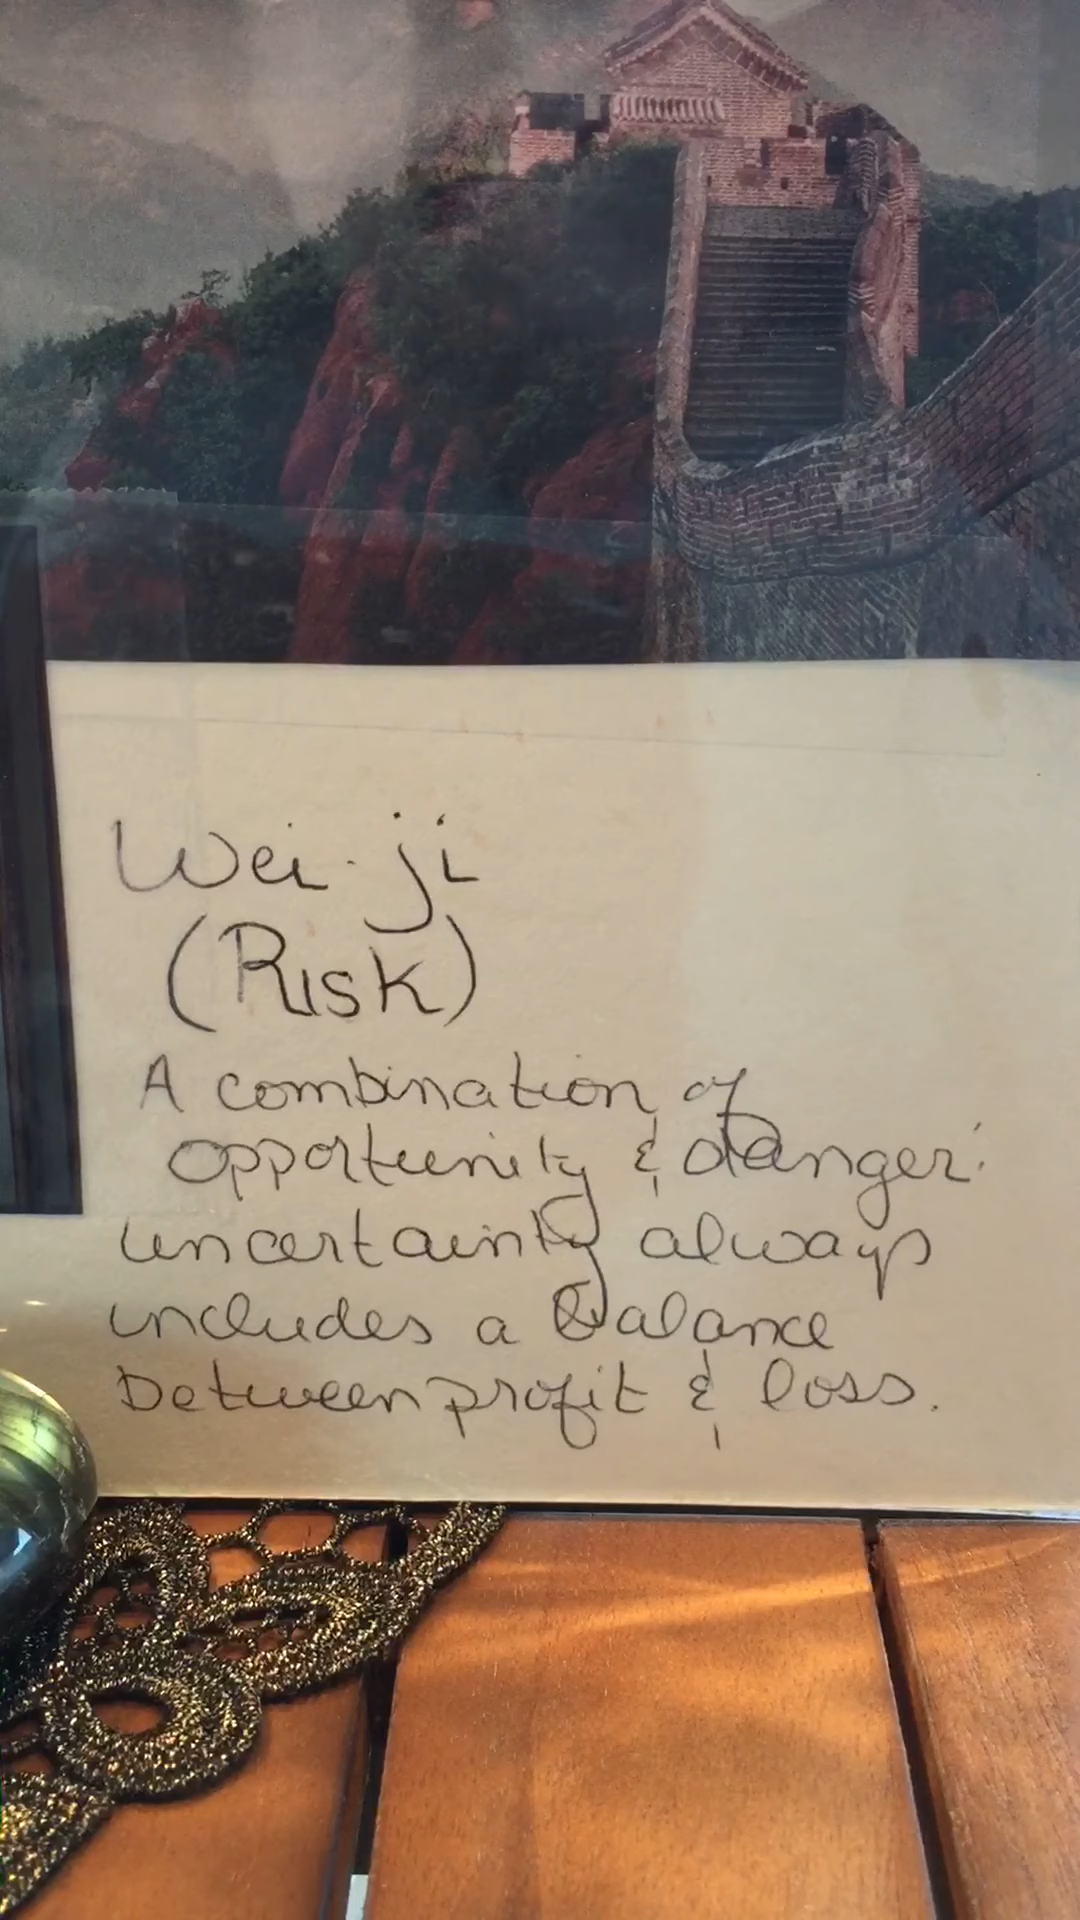 Wei-ji
(Risk)
A combination of
opportunity & danger:
uncertainty always
includes a balance
between profit & loss.